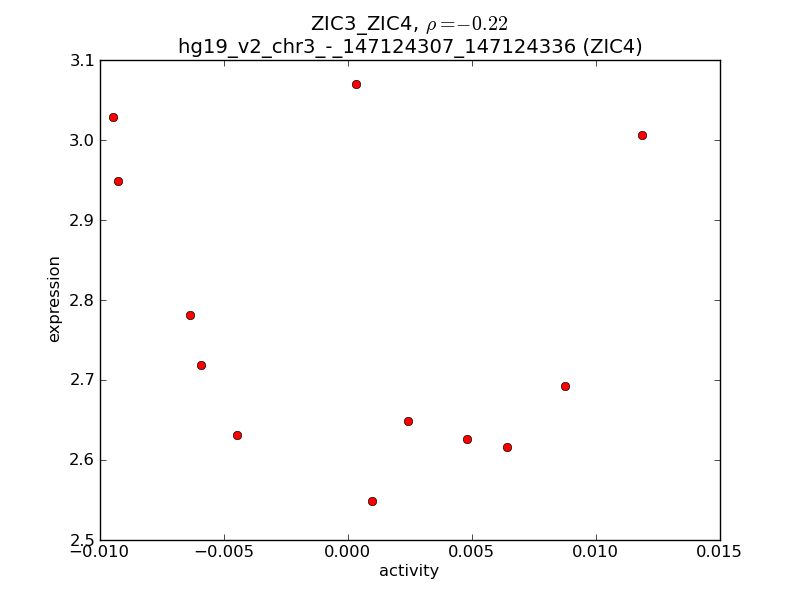 ZIC3_ZIC4, ρ=−0.22
hg19_v2_chr3_-_147124307_147124336 (ZIC4)
3.1
3.0
2.9
2.8
2.7
2.6
2.5
expression
−0.010 −0.005 0.000 0.005 0.010 0.015
activity